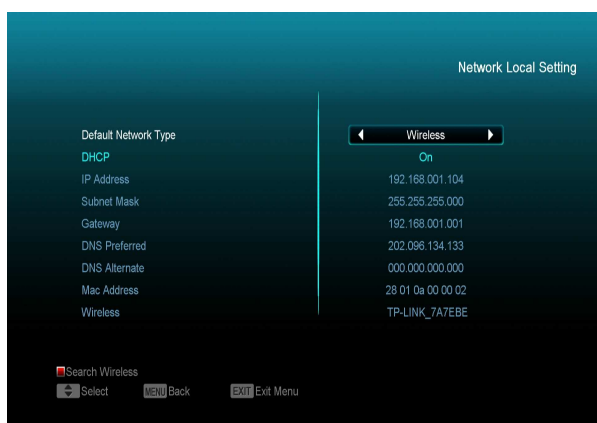 Network Local Setting
Default Network Type Wireless
DHCP On
IP Address 192.168.001.104
Subnet Mask 255.255.255.000
Gateway 192.168.001.001
DNS Preferred 202.096.134.133
DNS Alternate 000.000.000.000
Mac Address 28 01 0a 00 00 02
Wireless TP-LINK_7A7EBE
Search Wireless
Select MENU Back EXIT Exit Menu